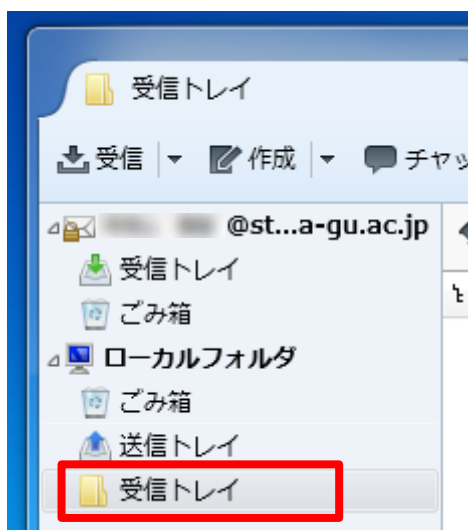 受信トレイ
受信 作成 チャッ
@st...a-gu.ac.jp
受信トレイ
ごみ箱
ローカルフォルダ
ごみ箱
送信トレイ
受信トレイ